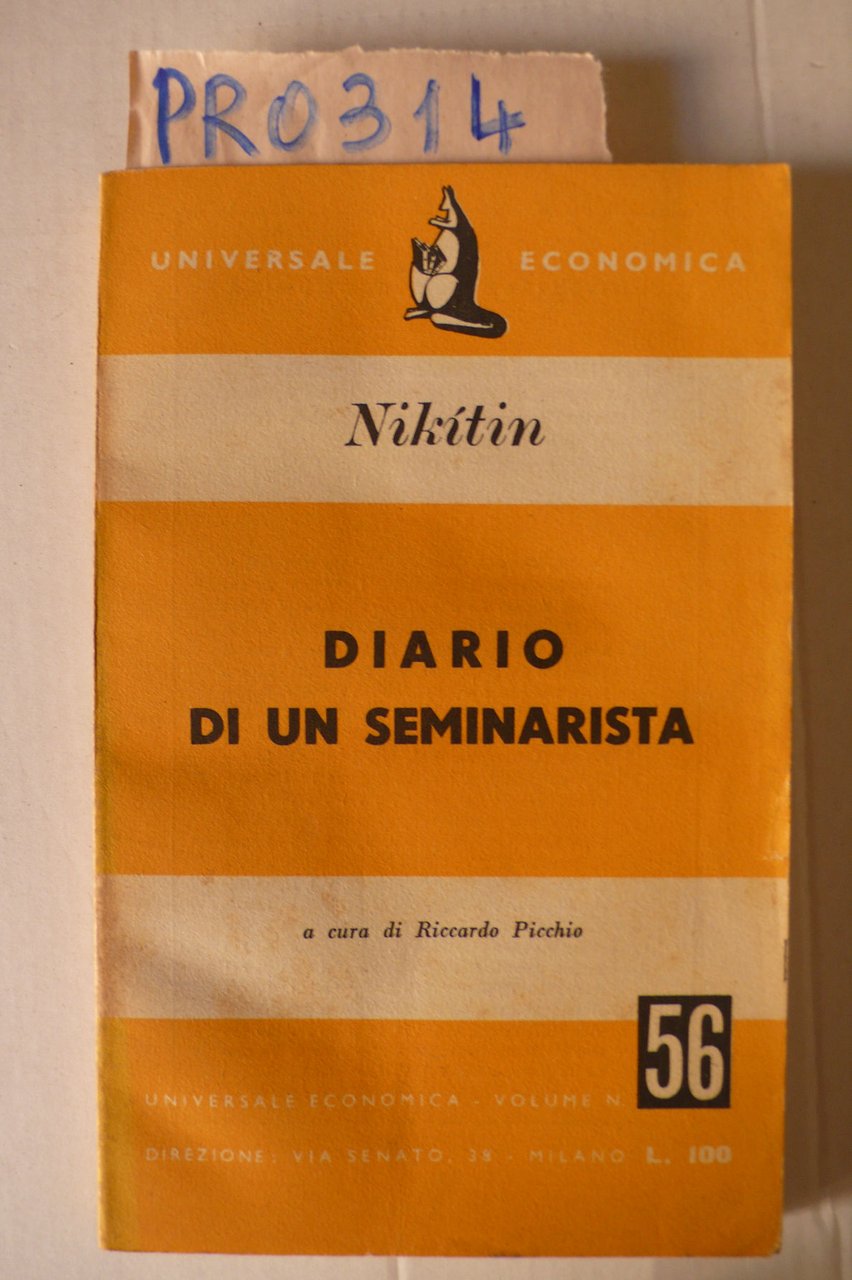 PRO314
UNIVERSALE ECONOMICA
Nikítin
DIARIO
DI UN SEMINARISTA
a cura di Riccardo Picchio
56
UNIVERSALE ECONOMICA - VOLUME N.
DIREZIONE: VIA SENATO, 38 - MILANO L. 100